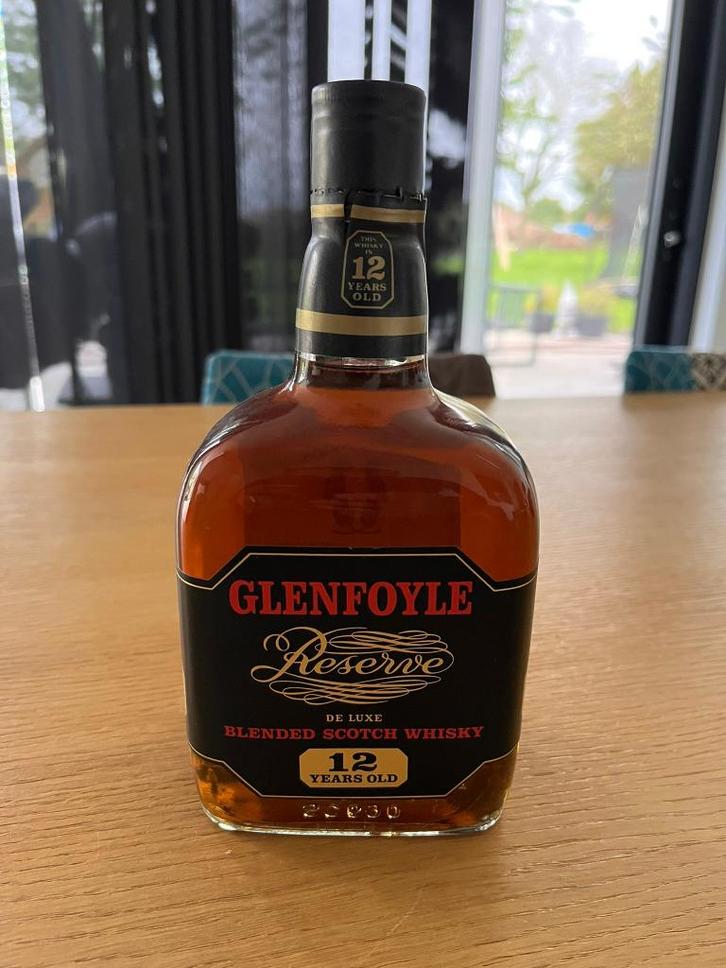 THIS
WHISKY
IS
12
YEARS
OLD
GLENFOYLE
Reserve
DE LUXE
BLENDED SCOTCH WHISKY
12
YEARS OLD